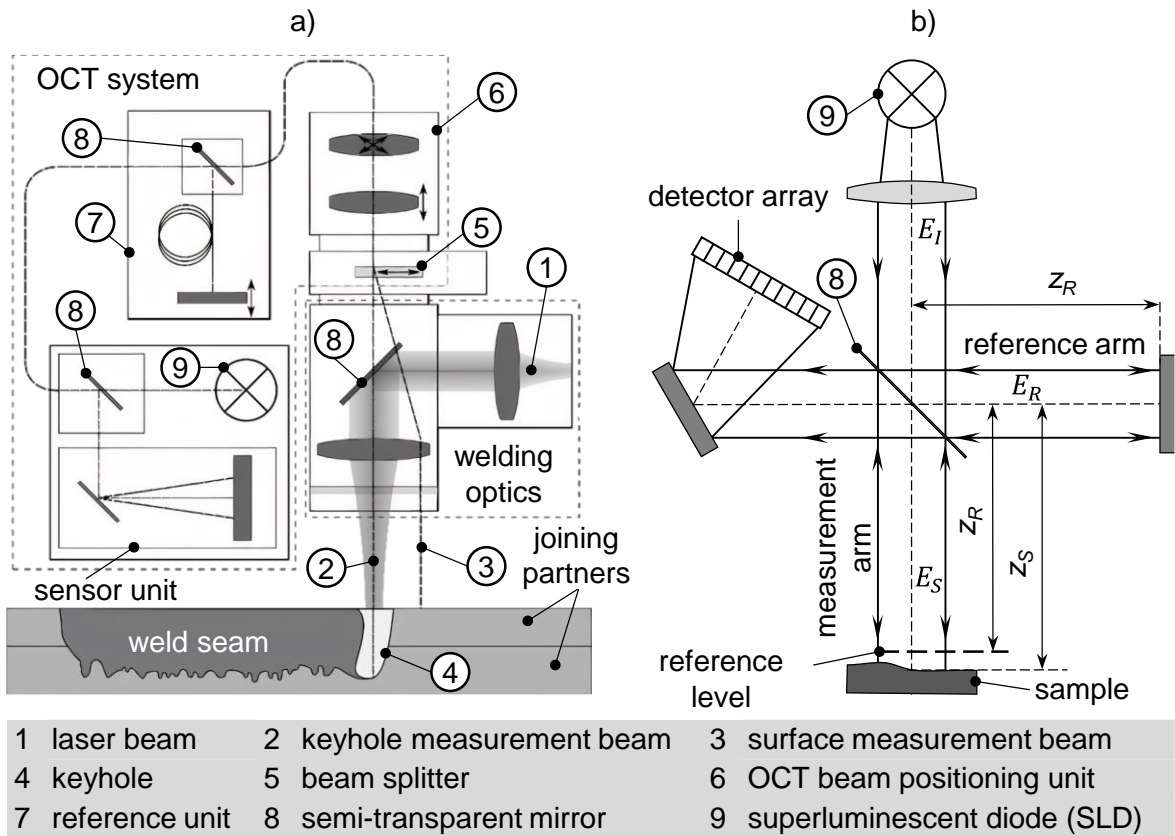 a)
OCT system
8
6
7
5
1
8
8
9
welding
optics
sensor unit
2
3
joining
partners
weld seam
4
b)
9
detector array
E_I
8
z_R
reference arm
E_R
measurement
arm
z_R
z_S
E_S
reference
level
sample
1 laser beam 2 keyhole measurement beam 3 surface measurement beam
4 keyhole 5 beam splitter 6 OCT beam positioning unit
7 reference unit 8 semi-transparent mirror 9 superluminescent diode (SLD)